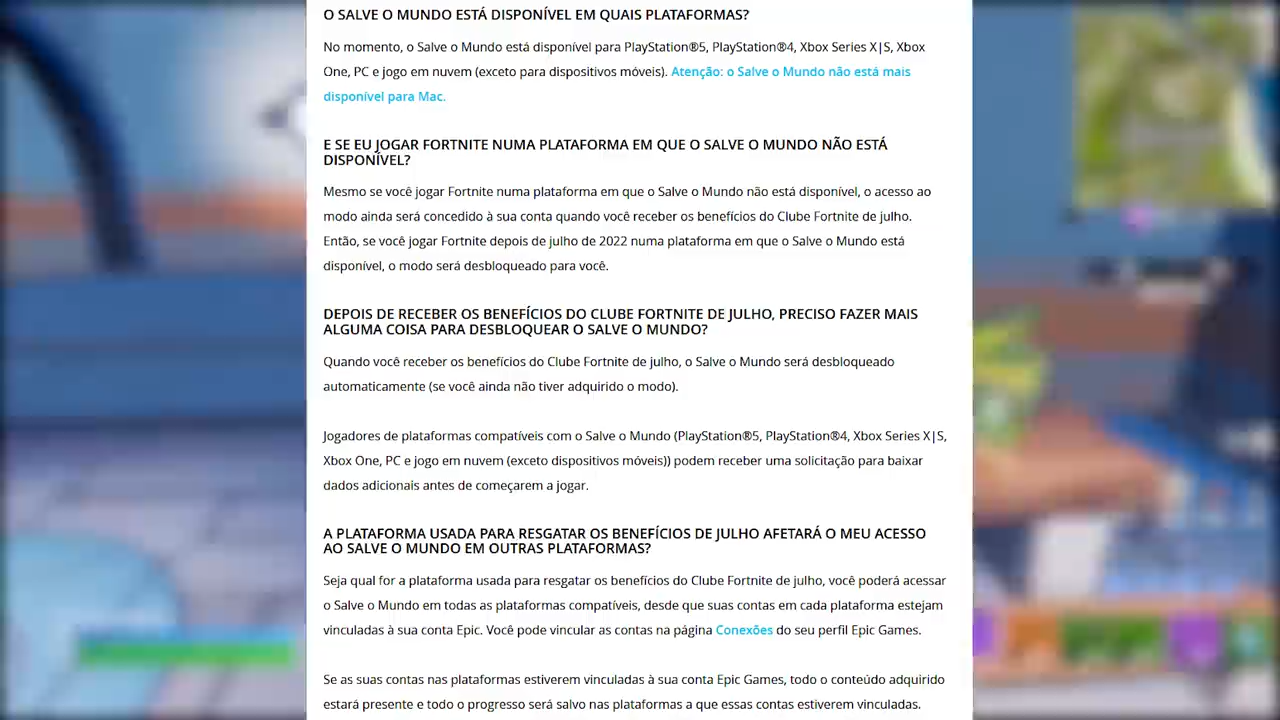 O SALVE O MUNDO ESTÁ DISPONÍVEL EM QUAIS PLATAFORMAS?
No momento, o Salve o Mundo está disponível para PlayStation®5, PlayStation®4, Xbox Series X|S, Xbox
One, PC e jogo em nuvem (exceto para dispositivos móveis). Atenção: o Salve o Mundo não está mais
disponível para Mac.
E SE EU JOGAR FORTNITE NUMA PLATAFORMA EM QUE O SALVE O MUNDO NÃO ESTÁ
DISPONÍVEL?
Mesmo se você jogar Fortnite numa plataforma em que o Salve o Mundo não está disponível, o acesso ao
modo ainda será concedido à sua conta quando você receber os benefícios do Clube Fortnite de julho.
Então, se você jogar Fortnite depois de julho de 2022 numa plataforma em que o Salve o Mundo está
disponível, o modo será desbloqueado para você.
DEPOIS DE RECEBER OS BENEFÍCIOS DO CLUBE FORTNITE DE JULHO, PRECISO FAZER MAIS
ALGUMA COISA PARA DESBLOQUEAR O SALVE O MUNDO?
Quando você receber os benefícios do Clube Fortnite de julho, o Salve o Mundo será desbloqueado
automaticamente (se você ainda não tiver adquirido o modo).
Jogadores de plataformas compatíveis com o Salve o Mundo (PlayStation®5, PlayStation®4, Xbox Series X|S,
Xbox One, PC e jogo em nuvem (exceto dispositivos móveis)) podem receber uma solicitação para baixar
dados adicionais antes de começarem a jogar.
A PLATAFORMA USADA PARA RESGATAR OS BENEFÍCIOS DE JULHO AFETARÁ O MEU ACESSO
AO SALVE O MUNDO EM OUTRAS PLATAFORMAS?
Seja qual for a plataforma usada para resgatar os benefícios do Clube Fortnite de julho, você poderá acessar
o Salve o Mundo em todas as plataformas compatíveis, desde que suas contas em cada plataforma estejam
vinculadas à sua conta Epic. Você pode vincular as contas na página Conexões do seu perfil Epic Games.
Se as suas contas nas plataformas estiverem vinculadas à sua conta Epic Games, todo o conteúdo adquirido
estará presente e todo o progresso será salvo nas plataformas a que essas contas estiverem vinculadas.